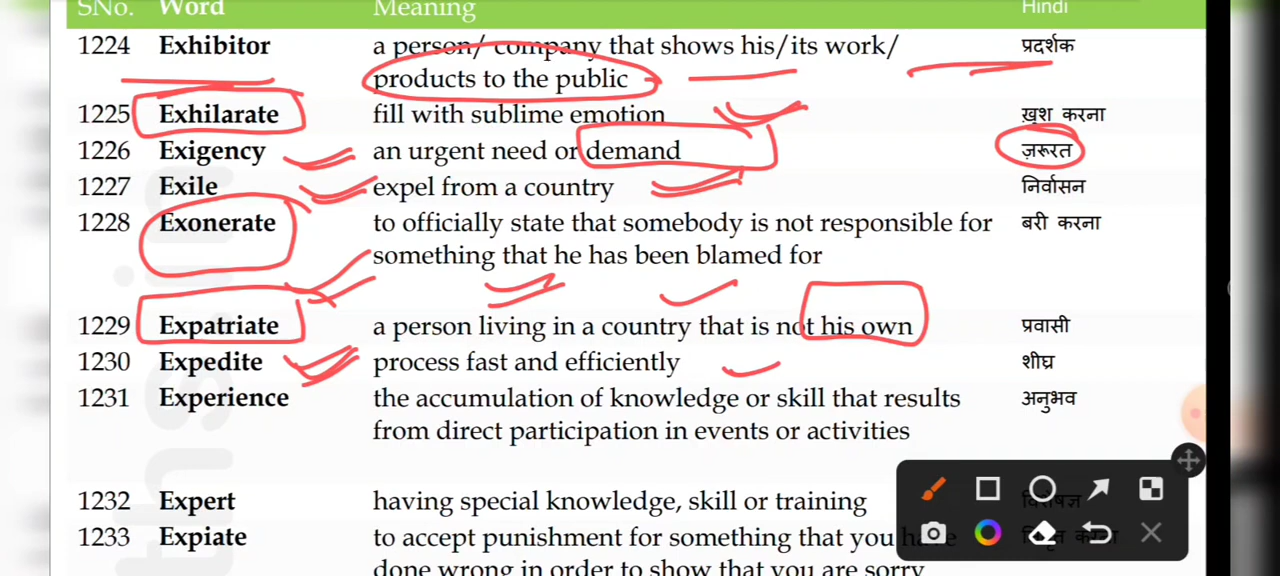 SNo. Word Meaning Hindi
1224 Exhibitor a person/ company that shows his/its work/ प्रदर्शक
products to the public
1225 Exhilarate fill with sublime emotion ख़ुश करना
1226 Exigency an urgent need or demand ज़रूरत
1227 Exile expel from a country निर्वासन
1228 Exonerate to officially state that somebody is not responsible for बरी करना
something that he has been blamed for
1229 Expatriate a person living in a country that is not his own प्रवासी
1230 Expedite process fast and efficiently शीघ्र
1231 Experience the accumulation of knowledge or skill that results अनुभव
from direct participation in events or activities
1232 Expert having special knowledge, skill or training
1233 Expiate to accept punishment for something that you have
done wrong in order to show that you are sorry